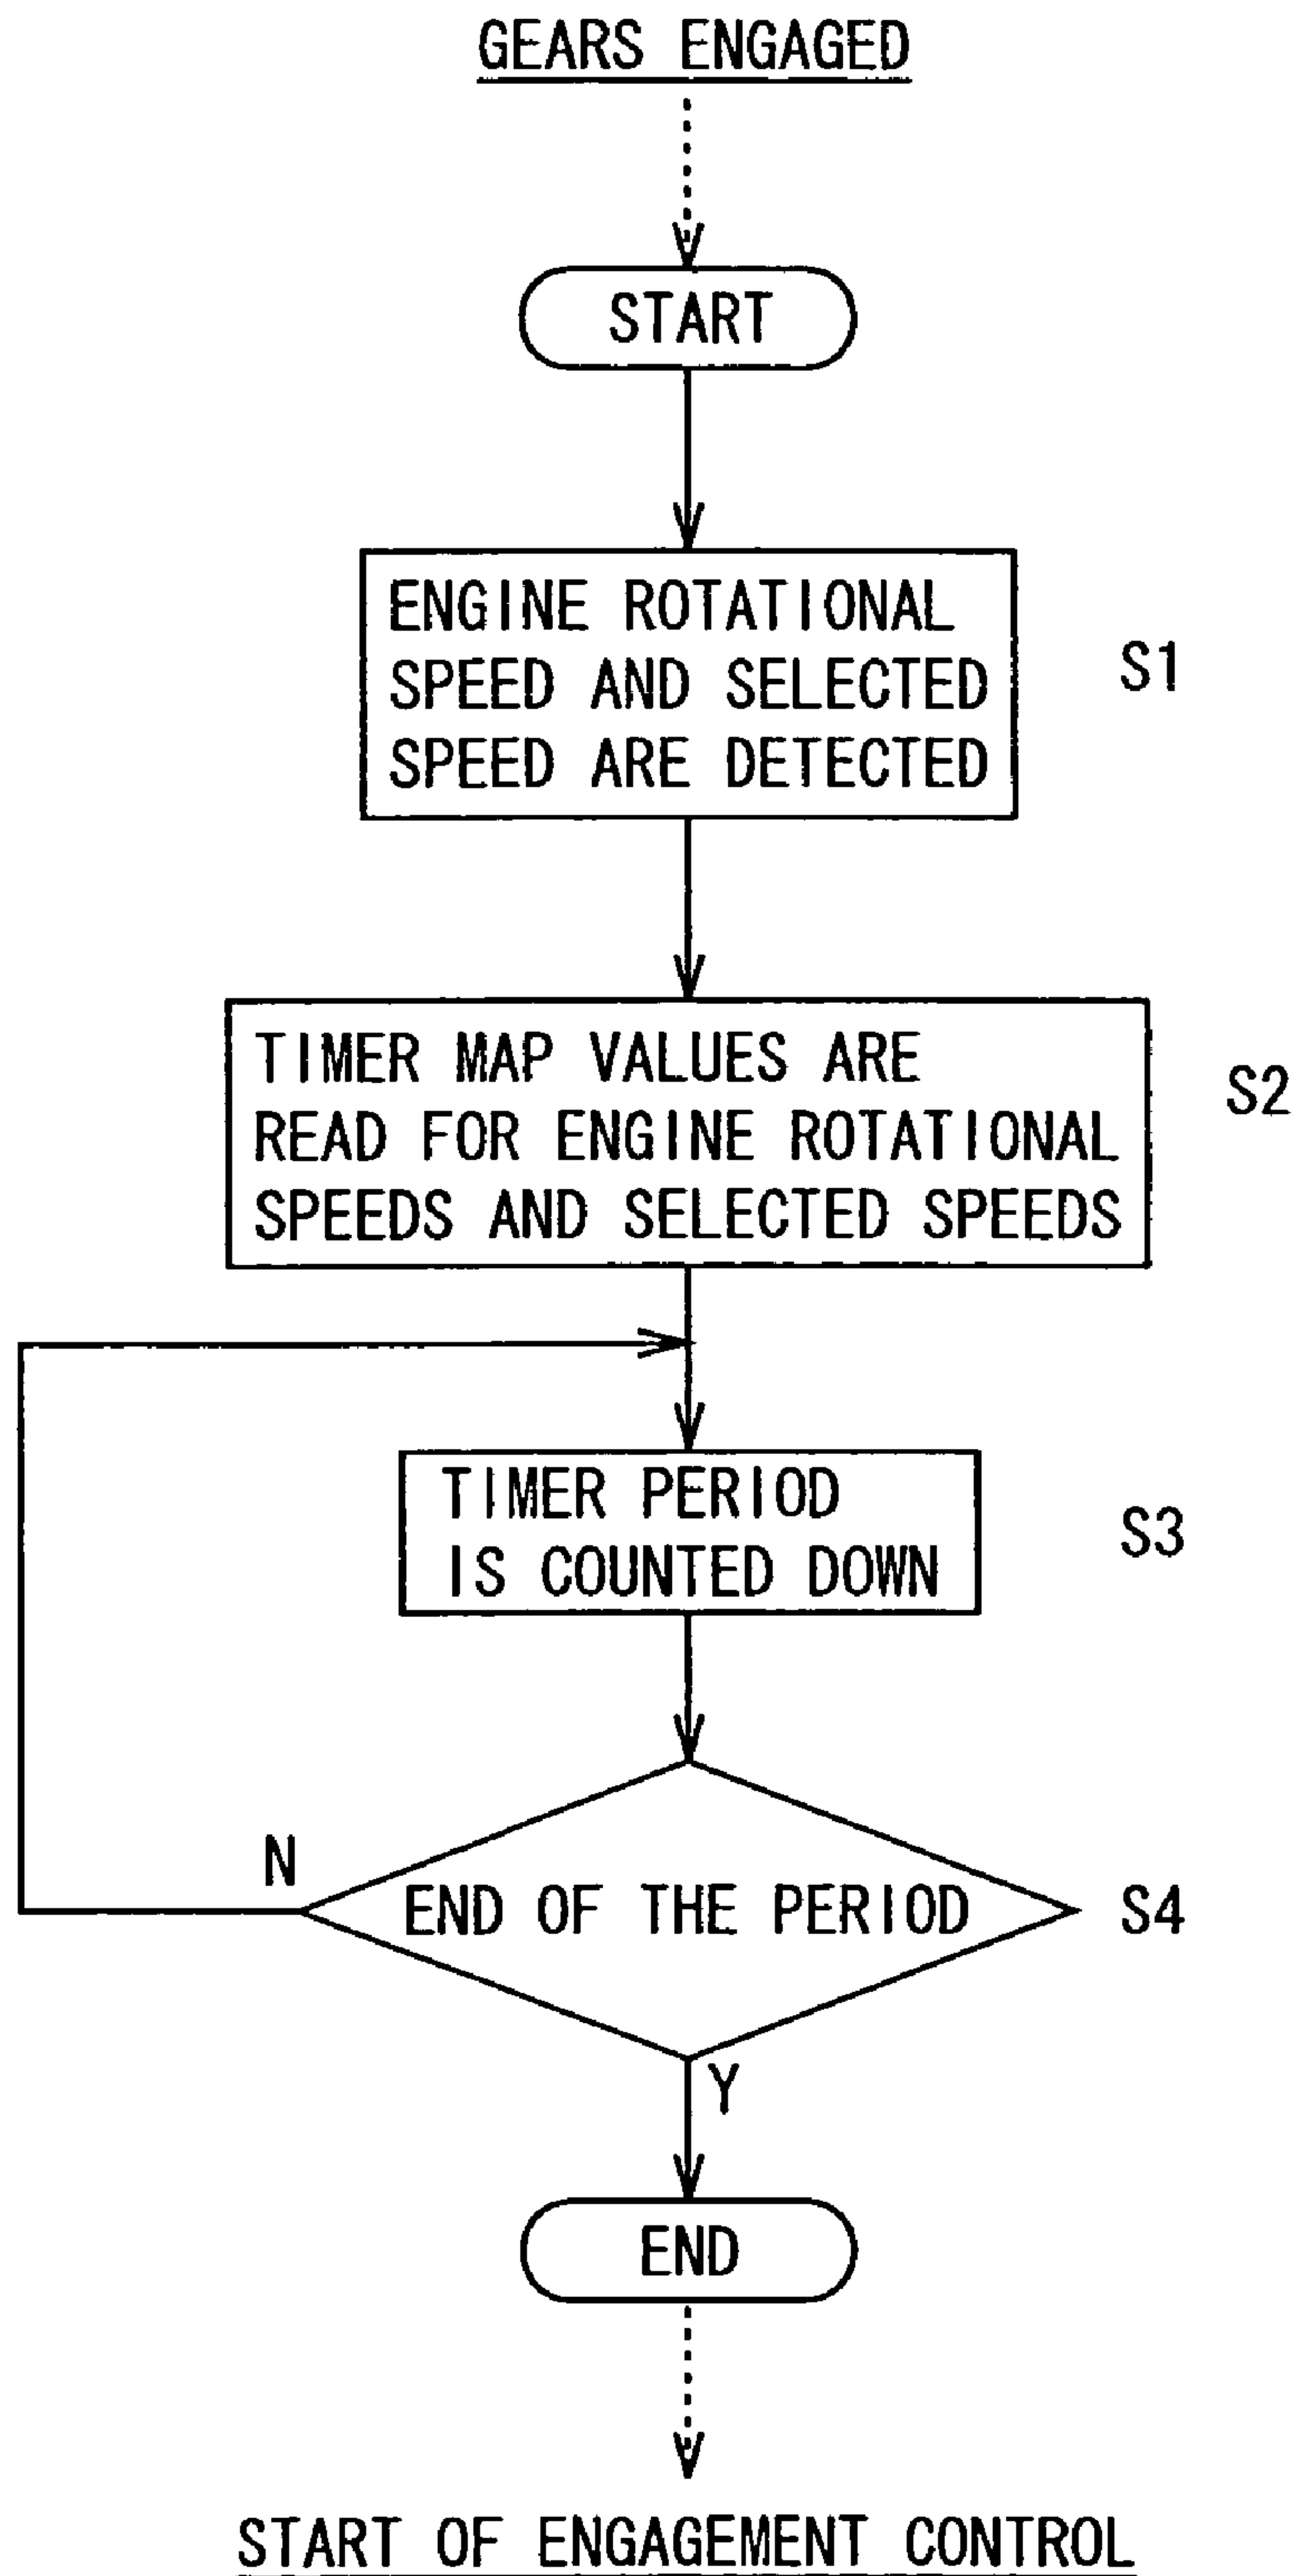 GEARS ENGAGED
START
ENGINE ROTATIONAL
SPEED AND SELECTED
SPEED ARE DETECTED
S1
TIMER MAP VALUES ARE
READ FOR ENGINE ROTATIONAL
SPEEDS AND SELECTED SPEEDS
S2
TIMER PERIOD
IS COUNTED DOWN
S3
N
END OF THE PERIOD
S4
Y
END
START OF ENGAGEMENT CONTROL